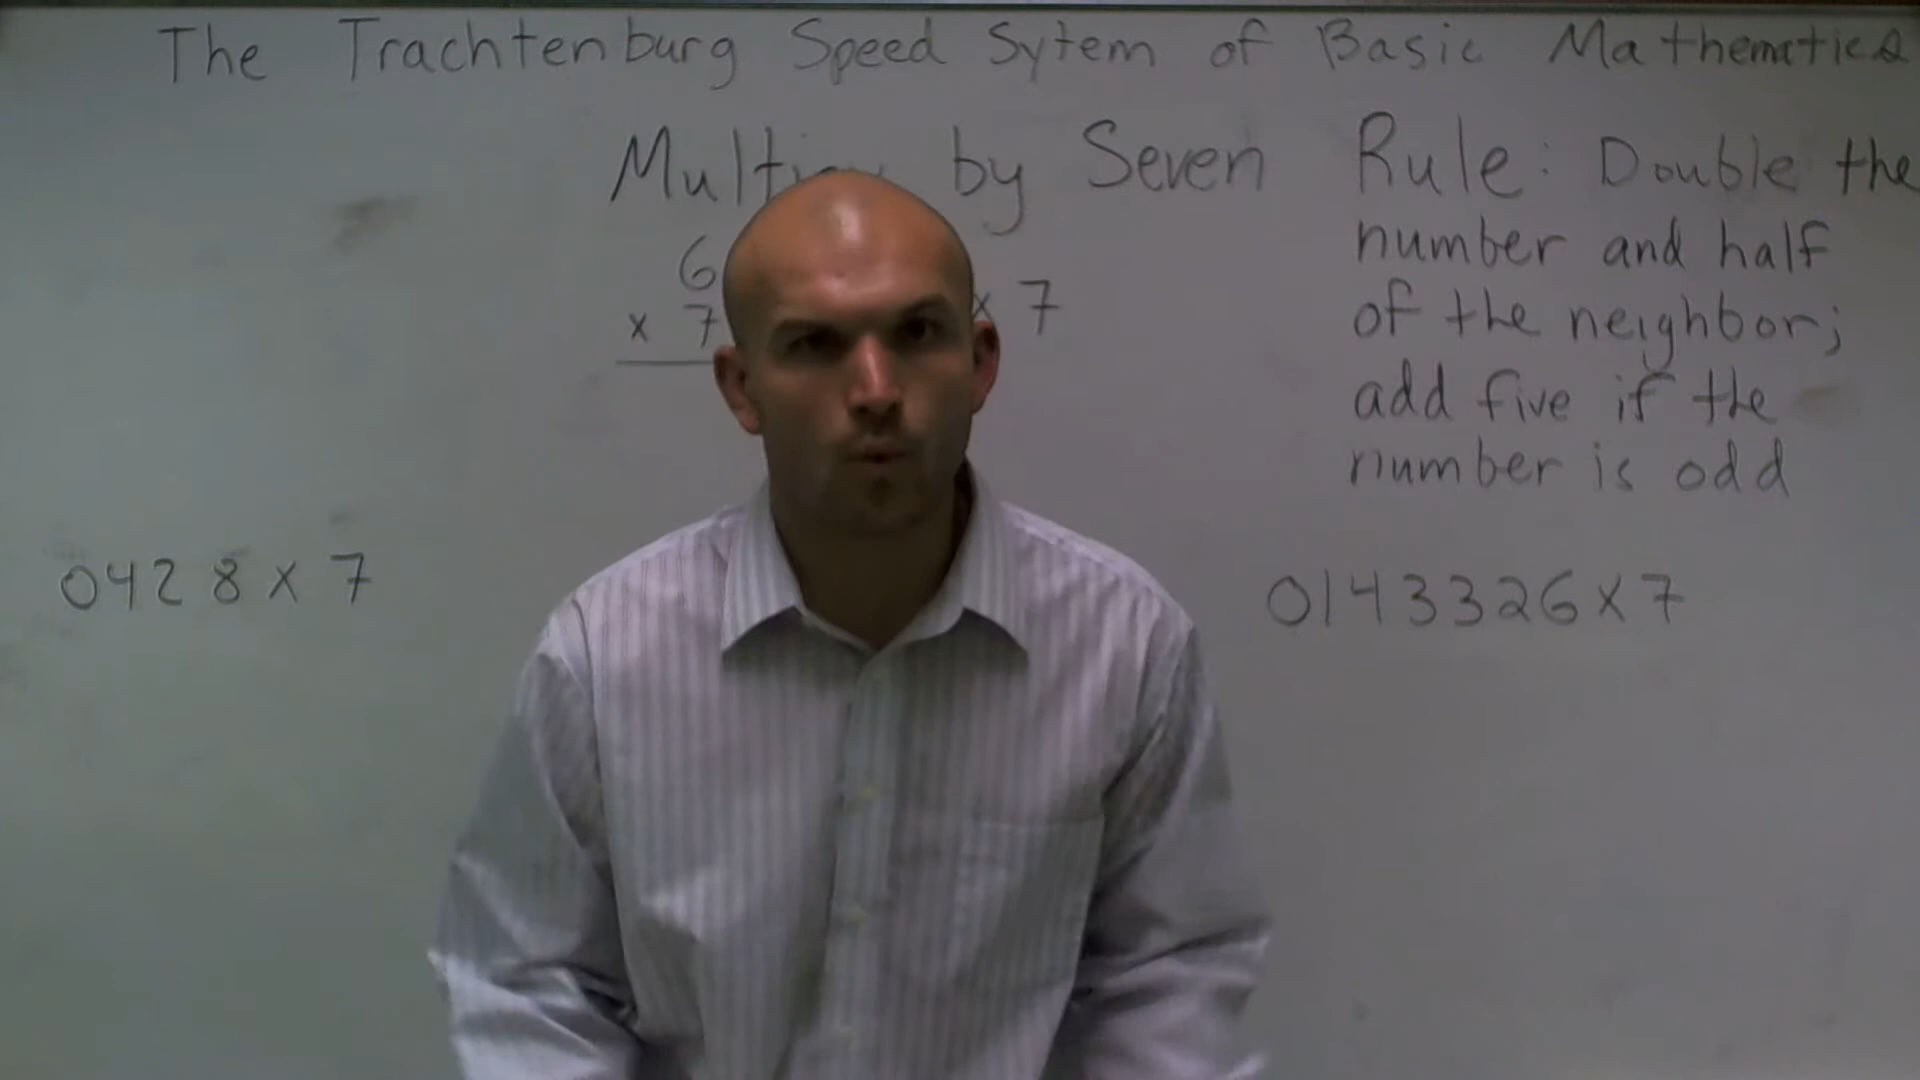 The Trachtenburg Speed Sytem of Basic Mathematics
by Seven
6
x 7
x 7
Rule: Double the
number and half
of the neighbor;
add five if the
number is odd
0428 x 7
0143326 x 7